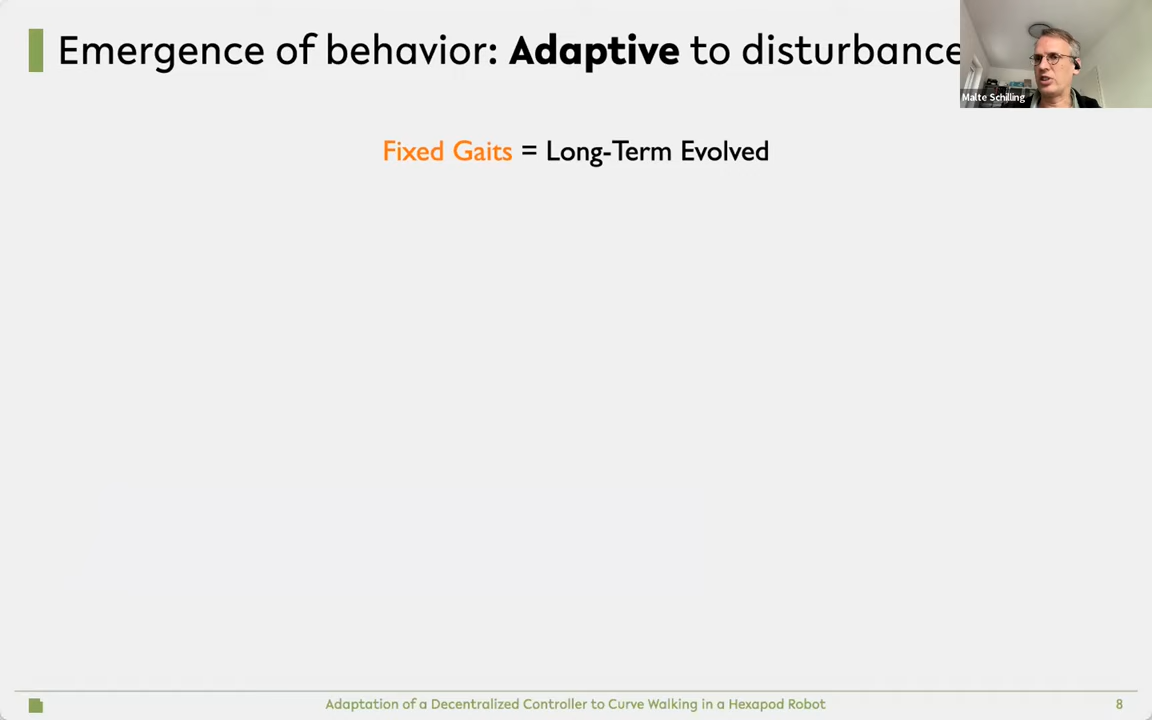 Emergence of behavior: Adaptive to disturbance
Malte Schilling
Fixed Gaits = Long-Term Evolved
Adaptation of a Decentralized Controller to Curve Walking in a Hexapod Robot
8